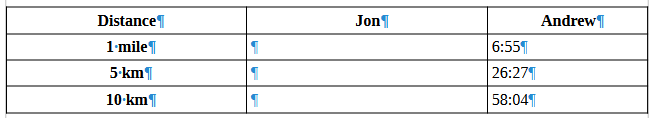 Distance¶ Jon¶ Andrew¶
1·mile¶ ¶ 6:55¶
5·km¶ ¶ 26:27¶
10·km¶ ¶ 58:04¶